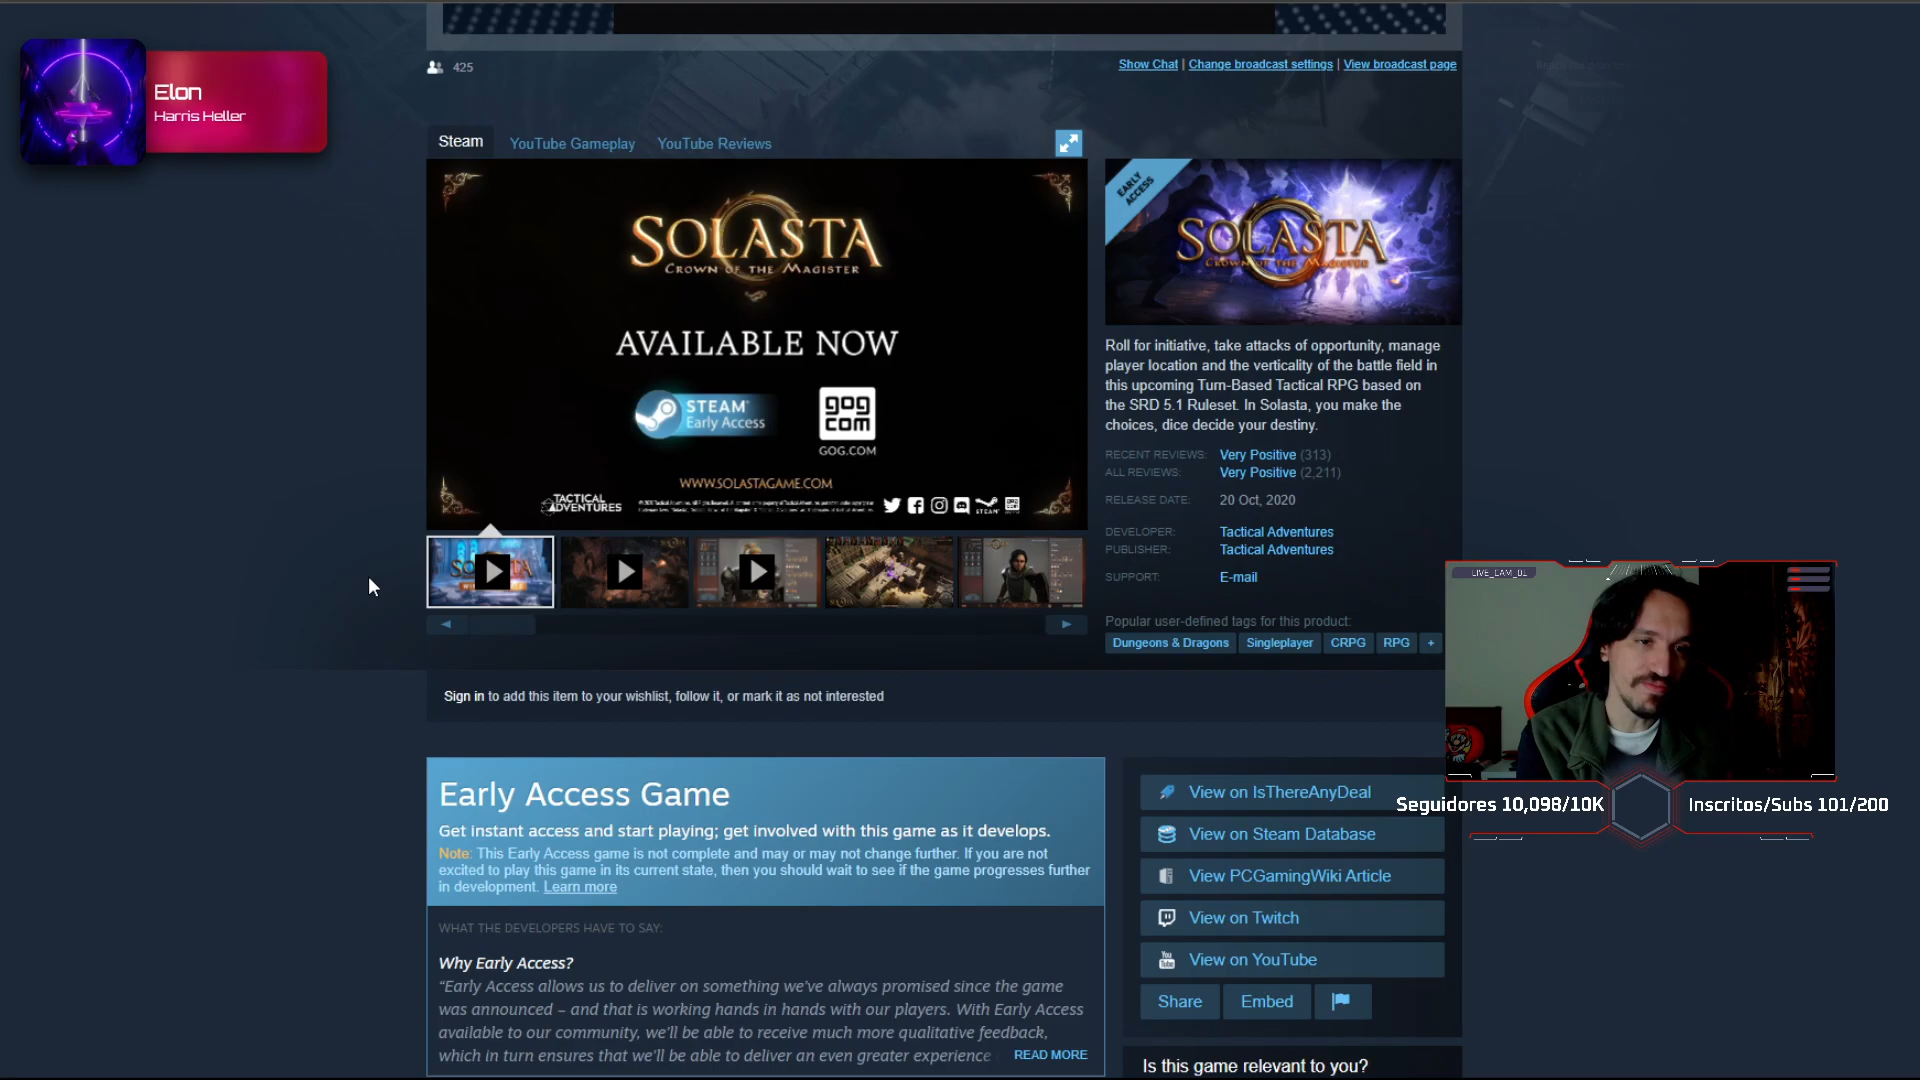 425
Show Chat | Change broadcast settings | View broadcast page
Elon
Harris Heller
Steam
YouTube Gameplay
YouTube Reviews
SOLASTA
CROWN OF THE MAGISTER
AVAILABLE NOW
STEAM
Early Access
gog
com
GOG.COM
WWW.SOLASTAGAME.COM
TACTICAL
ADVENTURES
STEAM
EARLY
ACCESS
SOLASTA
CROWN OF THE MAGISTER
Roll for initiative, take attacks of opportunity, manage
player location and the verticality of the battle field in
this upcoming Turn-Based Tactical RPG based on
the SRD 5.1 Ruleset. In Solasta, you make the
choices, dice decide your destiny.
RECENT REVIEWS: Very Positive (313)
ALL REVIEWS: Very Positive (2,211)
RELEASE DATE: 20 Oct, 2020
DEVELOPER: Tactical Adventures
PUBLISHER: Tactical Adventures
SUPPORT: E-mail
Popular user-defined tags for this product:
Dungeons & Dragons
Singleplayer
CRPG
RPG
+
Sign in to add this item to your wishlist, follow it, or mark it as not interested
LIVE_CAM_01
Seguidores 10,098/10K
Inscritos/Subs 101/200
Early Access Game
Get instant access and start playing; get involved with this game as it develops.
Note: This Early Access game is not complete and may or may not change further. If you are not
excited to play this game in its current state, then you should wait to see if the game progresses further
in development. Learn more
WHAT THE DEVELOPERS HAVE TO SAY:
Why Early Access?
“Early Access allows us to deliver on something we've always promised since the game
was announced – and that is working hands in hands with our players. With Early Access
available to our community, we'll be able to receive much more qualitative feedback,
which in turn ensures that we'll be able to deliver an even greater experience
READ MORE
View on IsThereAnyDeal
View on Steam Database
View PCGamingWiki Article
View on Twitch
You
Tube
View on YouTube
Share
Embed
Is this game relevant to you?